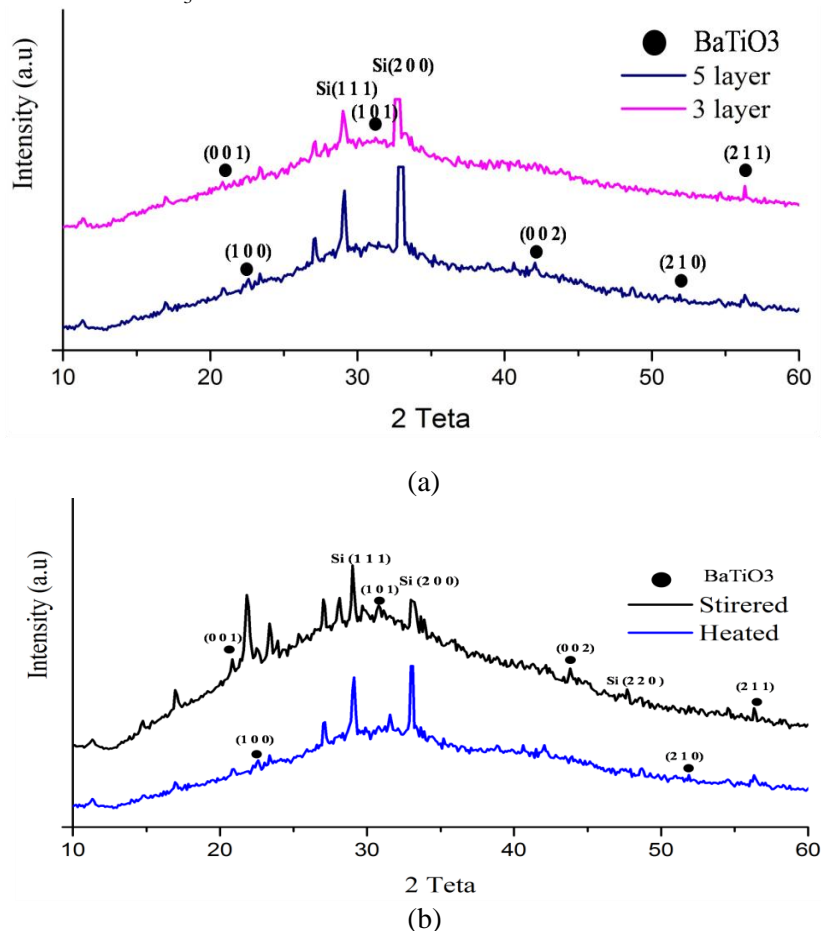 3
BaTiO3
5 layer
3 layer
Si(2 0 0)
Si(1 1 1)
(1 0 1)
(0 0 1)
(2 1 1)
(1 0 0)
(0 0 2)
(2 1 0)
Intensity (a.u)
10 20 30 40 50 60
2 Teta
(a)
BaTiO3
Stirered
Heated
Si (1 1 1)
(1 0 1)
Si (2 0 0)
(0 0 1)
(0 0 2)
Si (2 2 0)
(2 1 1)
(1 0 0)
(2 1 0)
Intensity (a.u)
10 20 30 40 50 60
2 Teta
(b)